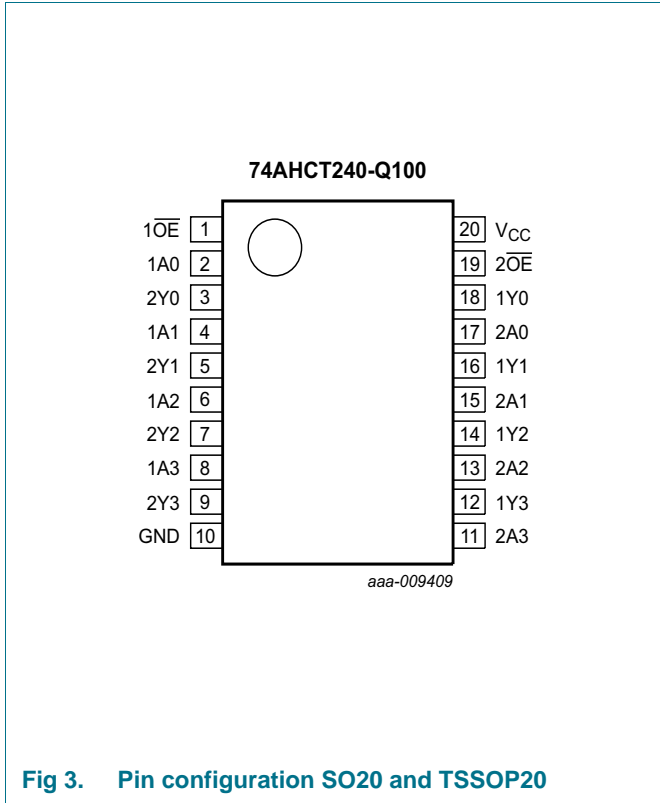 74AHCT240-Q100
1O̅E̅ 1 20 VCC
1A0 2 19 2O̅E̅
2Y0 3 18 1Y0
1A1 4 17 2A0
2Y1 5 16 1Y1
1A2 6 15 2A1
2Y2 7 14 1Y2
1A3 8 13 2A2
2Y3 9 12 1Y3
GND 10 11 2A3
aaa-009409
Fig 3. Pin configuration SO20 and TSSOP20